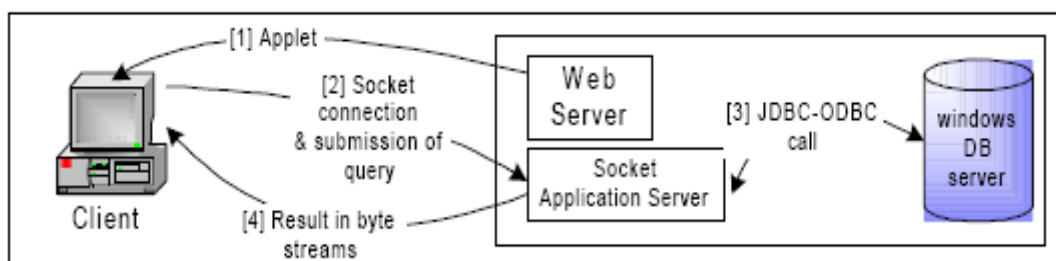 [1] Applet
[2] Socket
connection
& submission of
query
Client
[4] Result in byte
streams
Web
Server
Socket
Application Server
[3] JDBC-ODBC
call
windows
DB
server